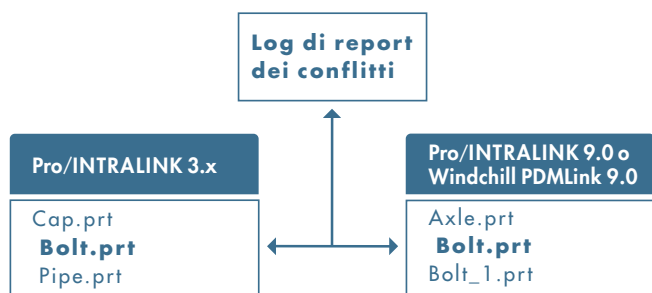 Log di report
dei conflitti
Pro/INTRALINK 3.x
Cap.prt
Bolt.prt
Pipe.prt
Pro/INTRALINK 9.0 o
Windchill PDMLink 9.0
Axle.prt
Bolt.prt
Bolt_1.prt